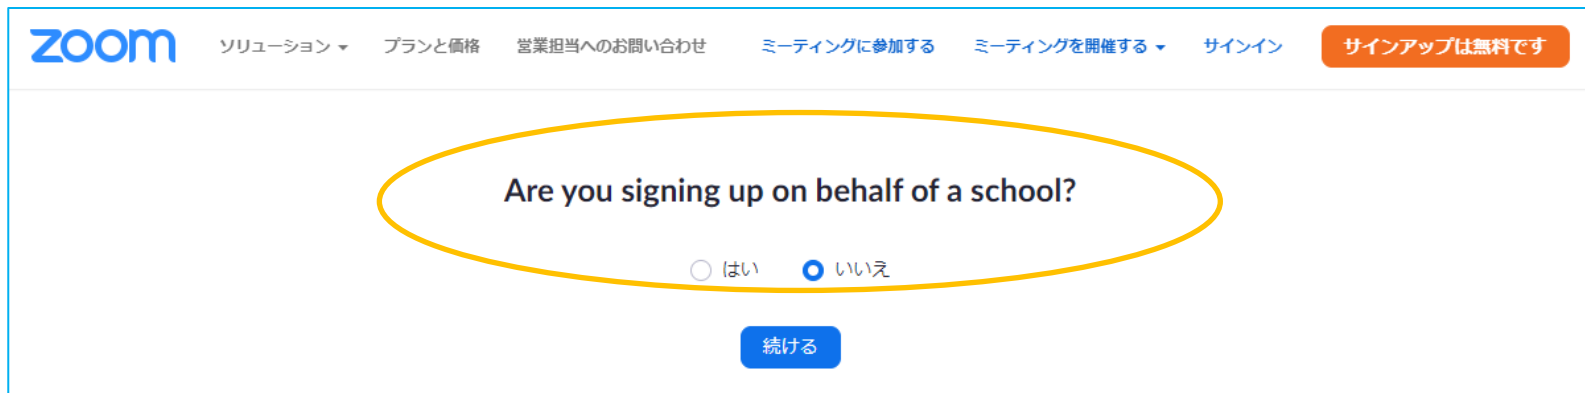 zoom ソリューション プランと価格 営業担当へのお問い合わせ ミーティングに参加する ミーティングを開催する サインイン サインアップは無料です
Are you signing up on behalf of a school?
はい いいえ
続ける